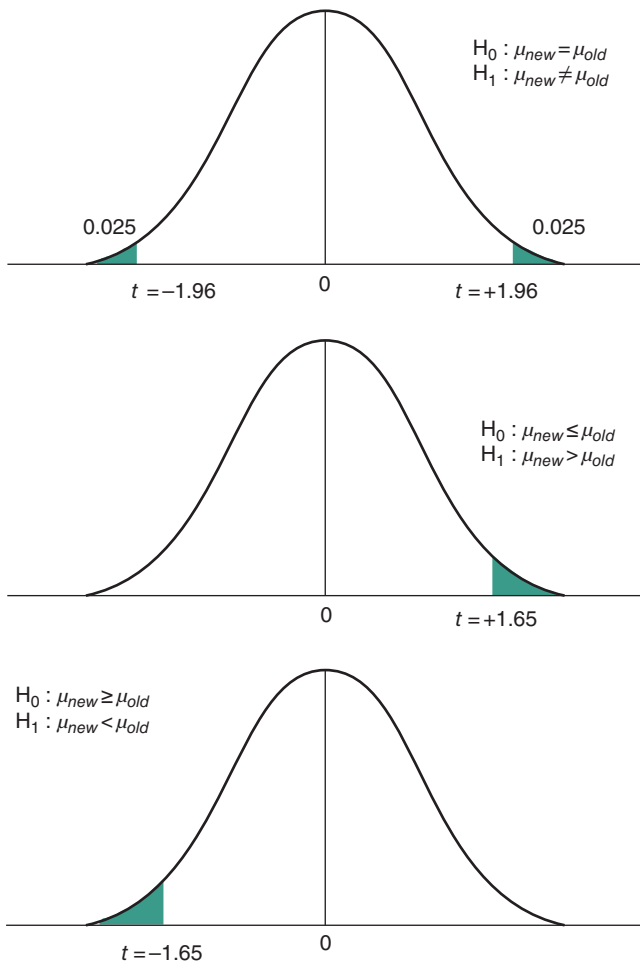 H₀ : μnew = μold
H₁ : μnew ≠ μold
0.025
0.025
t = –1.96
0
t = +1.96
H₀ : μnew ≤ μold
H₁ : μnew > μold
0
t = +1.65
H₀ : μnew ≥ μold
H₁ : μnew < μold
t = –1.65
0